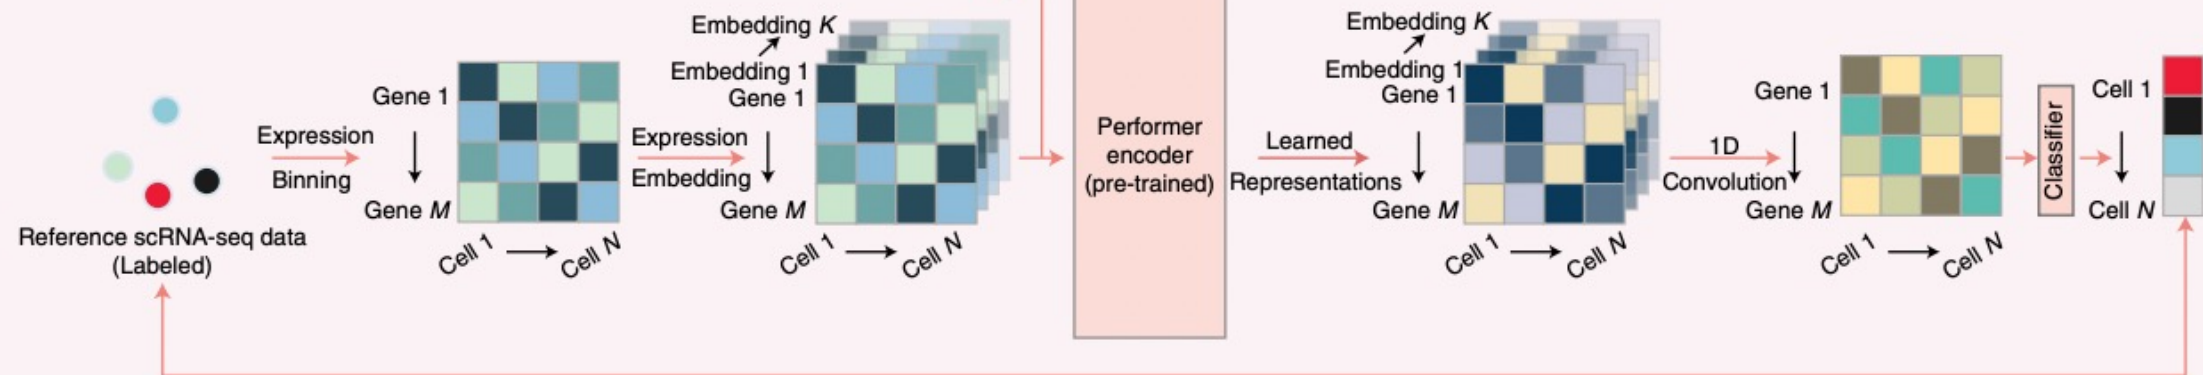 Reference scRNA-seq data
(Labeled)
Expression
Binning
Gene 1
Gene M
Cell 1
Cell N
Expression
Embedding
Embedding K
Embedding 1
Gene 1
Gene M
Cell 1
Cell N
Performer
encoder
(pre-trained)
Learned
Representations
Embedding K
Embedding 1
Gene 1
Gene M
Cell 1
Cell N
1D
Convolution
Gene 1
Gene M
Cell 1
Cell N
Classifier
Cell 1
Cell N